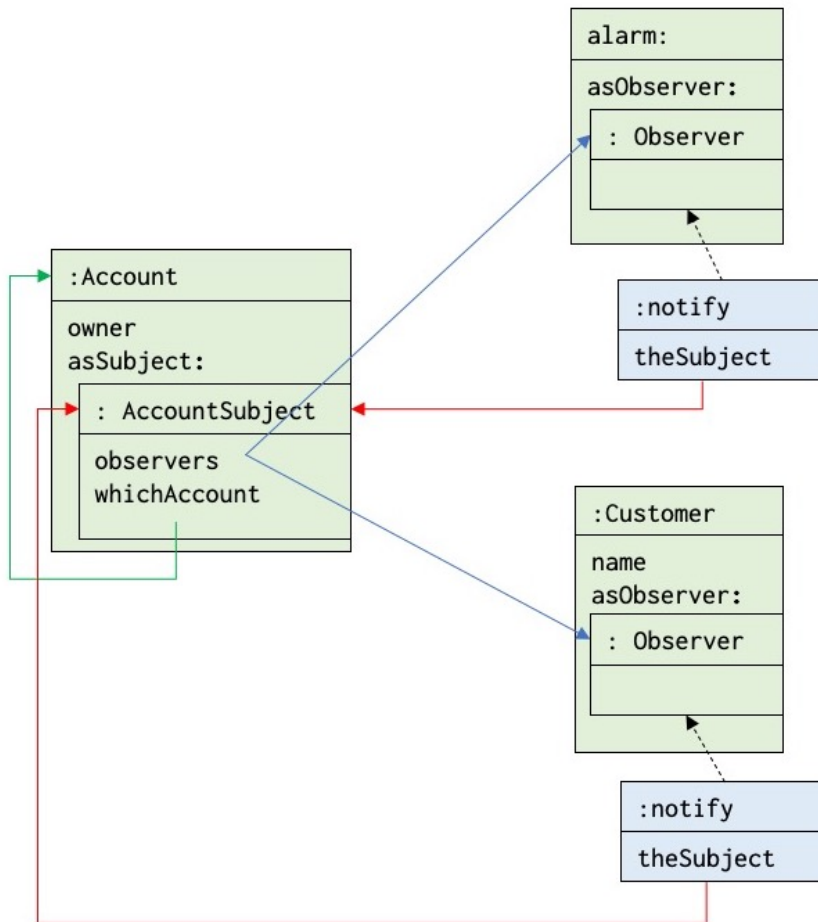 alarm:
asObserver:
: Observer
:notify
theSubject
:Account
owner
asSubject:
: AccountSubject
observers
whichAccount
:Customer
name
asObserver:
: Observer
:notify
theSubject